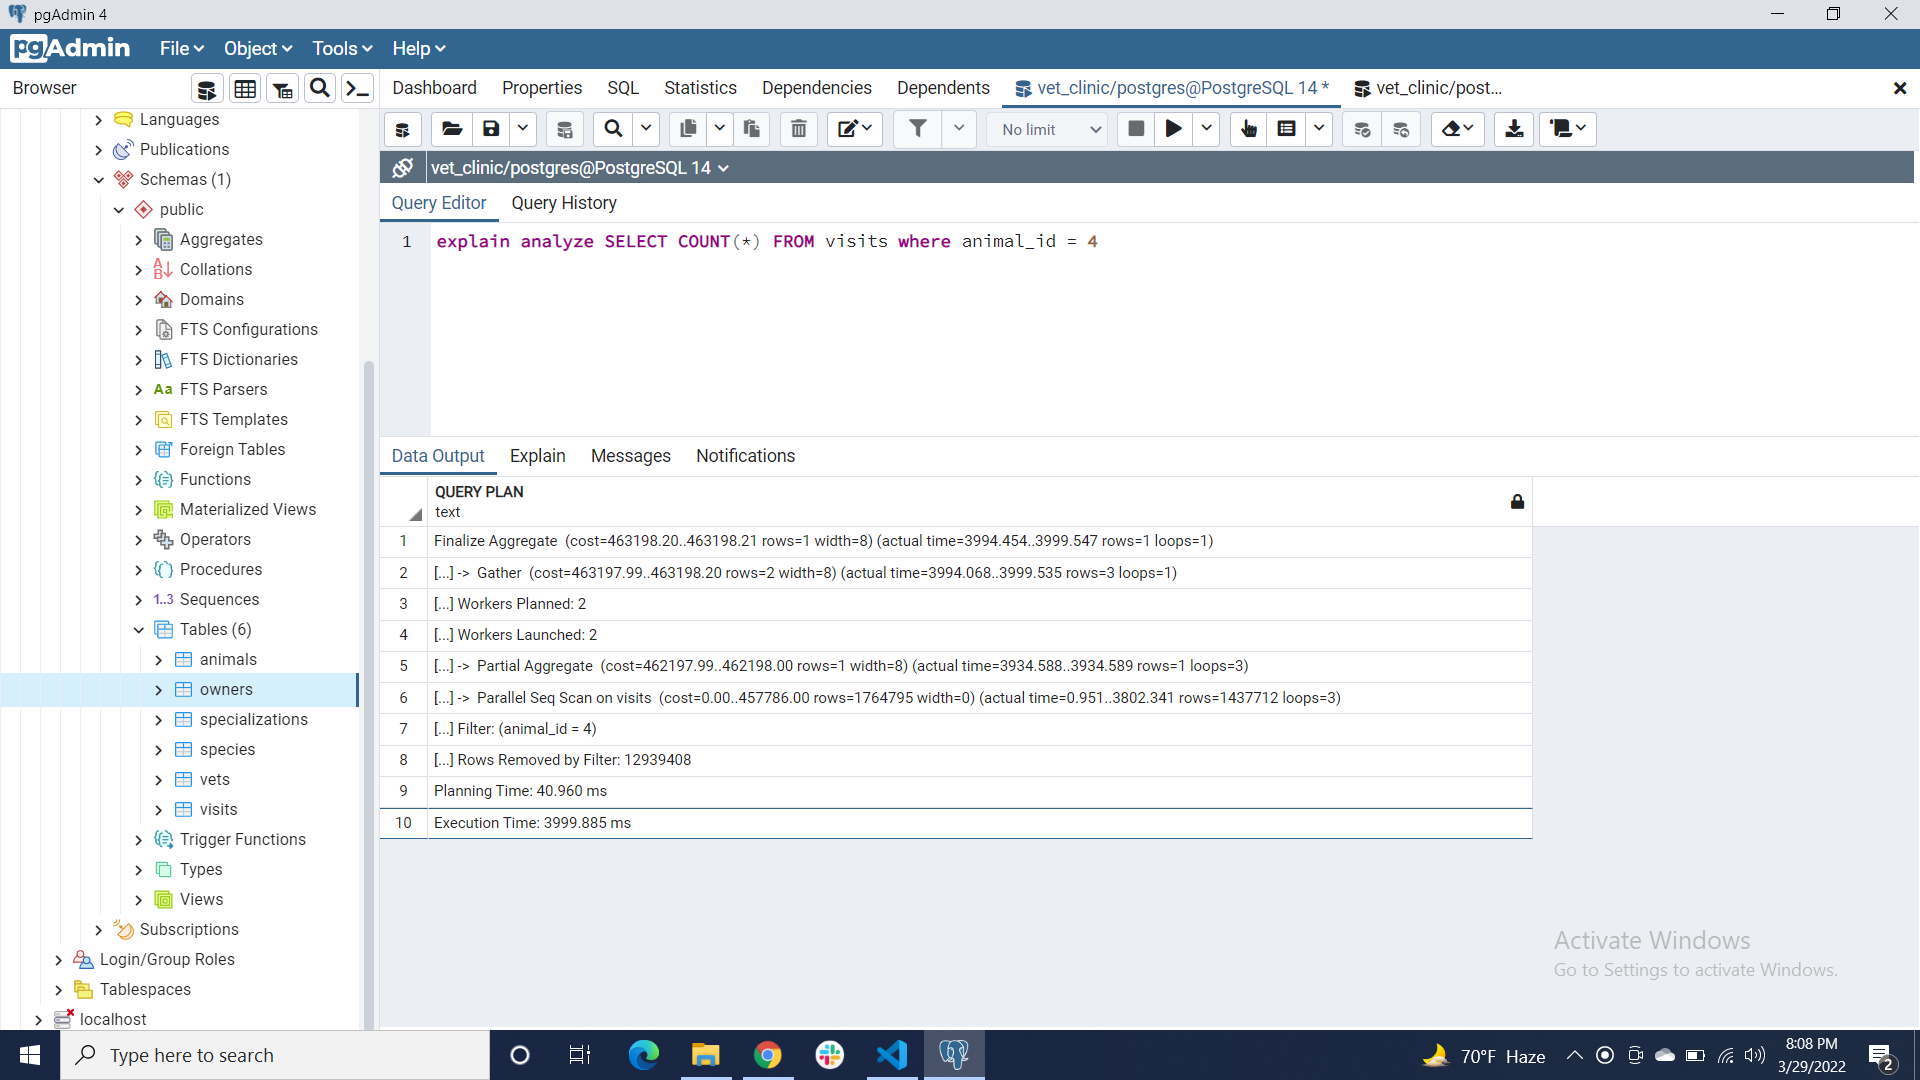 pgAdmin 4
pgAdmin File Object Tools Help
Browser
Dashboard Properties SQL Statistics Dependencies Dependents vet_clinic/postgres@PostgreSQL 14 * vet_clinic/post...
No limit
vet_clinic/postgres@PostgreSQL 14
Query Editor Query History
1 explain analyze SELECT COUNT(*) FROM visits where animal_id = 4
Languages
Publications
Schemas (1)
public
Aggregates
Collations
Domains
FTS Configurations
FTS Dictionaries
Aa FTS Parsers
FTS Templates
Foreign Tables
Functions
Materialized Views
Operators
Procedures
1..3 Sequences
Tables (6)
animals
owners
specializations
species
vets
visits
Trigger Functions
Types
Views
Subscriptions
Login/Group Roles
Tablespaces
localhost
Data Output Explain Messages Notifications
QUERY PLAN
text
1 Finalize Aggregate (cost=463198.20..463198.21 rows=1 width=8) (actual time=3994.454..3999.547 rows=1 loops=1)
2 [...] -> Gather (cost=463197.99..463198.20 rows=2 width=8) (actual time=3994.068..3999.535 rows=3 loops=1)
3 [...] Workers Planned: 2
4 [...] Workers Launched: 2
5 [...] -> Partial Aggregate (cost=462197.99..462198.00 rows=1 width=8) (actual time=3934.588..3934.589 rows=1 loops=3)
6 [...] -> Parallel Seq Scan on visits (cost=0.00..457786.00 rows=1764795 width=0) (actual time=0.951..3802.341 rows=1437712 loops=3)
7 [...] Filter: (animal_id = 4)
8 [...] Rows Removed by Filter: 12939408
9 Planning Time: 40.960 ms
10 Execution Time: 3999.885 ms
Activate Windows
Go to Settings to activate Windows.
Type here to search
70°F Haze
8:08 PM
3/29/2022
2